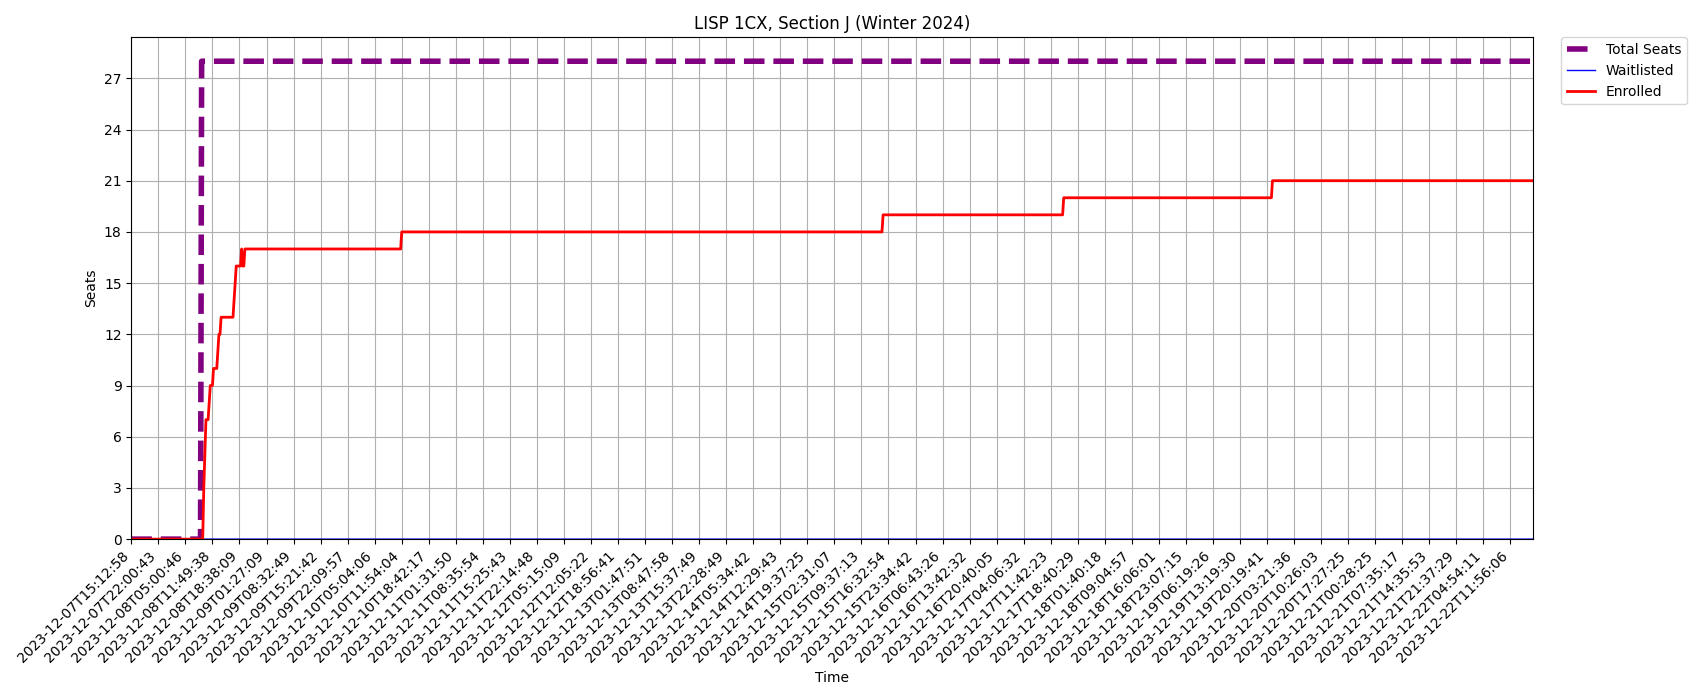 LISP 1CX, Section J (Winter 2024)
Total Seats
Waitlisted
Enrolled
27
24
21
18
15
12
9
6
3
0
Seats
2023-12-07T15:12:58
2023-12-07T22:00:43
2023-12-08T05:00:46
2023-12-08T11:49:38
2023-12-08T18:38:09
2023-12-09T01:27:09
2023-12-09T08:32:49
2023-12-09T15:21:42
2023-12-09T22:09:57
2023-12-10T05:04:06
2023-12-10T11:54:04
2023-12-10T18:42:17
2023-12-11T01:31:50
2023-12-11T08:35:54
2023-12-11T15:25:43
2023-12-11T22:14:48
2023-12-12T05:15:09
2023-12-12T12:05:22
2023-12-12T18:56:41
2023-12-13T01:47:51
2023-12-13T08:47:58
2023-12-13T15:37:49
2023-12-13T22:28:49
2023-12-14T05:34:42
2023-12-14T12:29:43
2023-12-14T19:37:25
2023-12-15T02:31:07
2023-12-15T09:37:13
2023-12-15T16:32:54
2023-12-15T23:34:42
2023-12-16T06:43:26
2023-12-16T13:42:32
2023-12-16T20:40:05
2023-12-17T04:06:32
2023-12-17T11:42:23
2023-12-17T18:40:29
2023-12-18T01:40:18
2023-12-18T09:04:57
2023-12-18T16:06:01
2023-12-18T23:07:15
2023-12-19T06:19:26
2023-12-19T13:19:30
2023-12-19T20:19:41
2023-12-20T03:21:36
2023-12-20T10:26:03
2023-12-20T17:27:25
2023-12-21T00:28:25
2023-12-21T07:35:17
2023-12-21T14:35:53
2023-12-21T21:37:29
2023-12-22T04:54:11
2023-12-22T11:56:06
Time